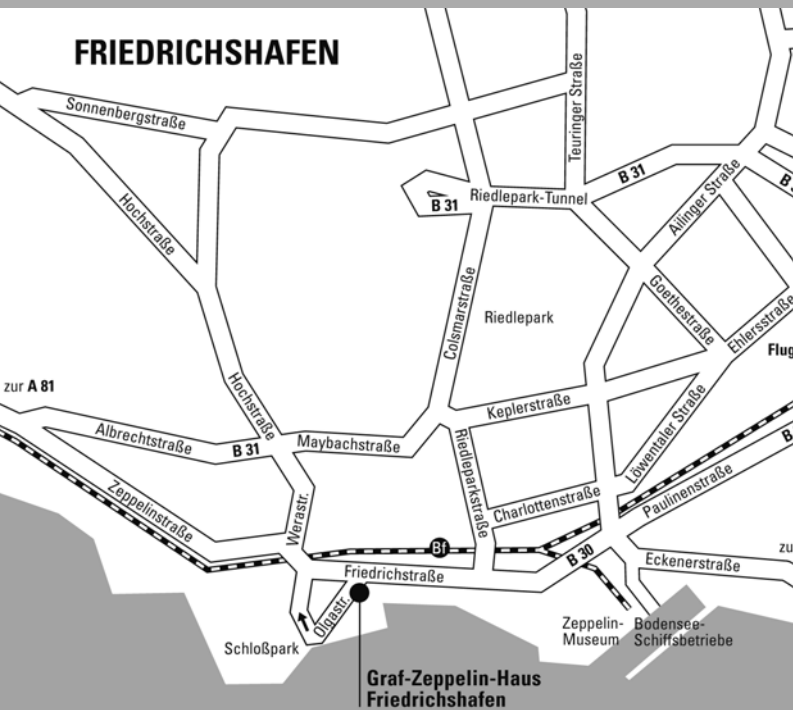 FRIEDRICHSHAFEN
Sonnenbergstraße
Teuringer Straße
B 31
Ailinger Straße
B
Riedlepark-Tunnel
B 31
Hochstraße
Colsmarstraße
Riedlepark
Goethestraße
Ehlersstraße
Flug
zur A 81
Hochstraße
Keplerstraße
Albrechtstraße
B 31
Maybachstraße
Riedleparkstraße
Löwentaler Straße
B
Zeppelinstraße
Werastr.
Charlottenstraße
Paulinenstraße
Bf
B 30
zu
Friedrichstraße
Eckenerstraße
Olgastr.
Schloßpark
Zeppelin-
Museum
Bodensee-
Schiffsbetriebe
Graf-Zeppelin-Haus
Friedrichshafen